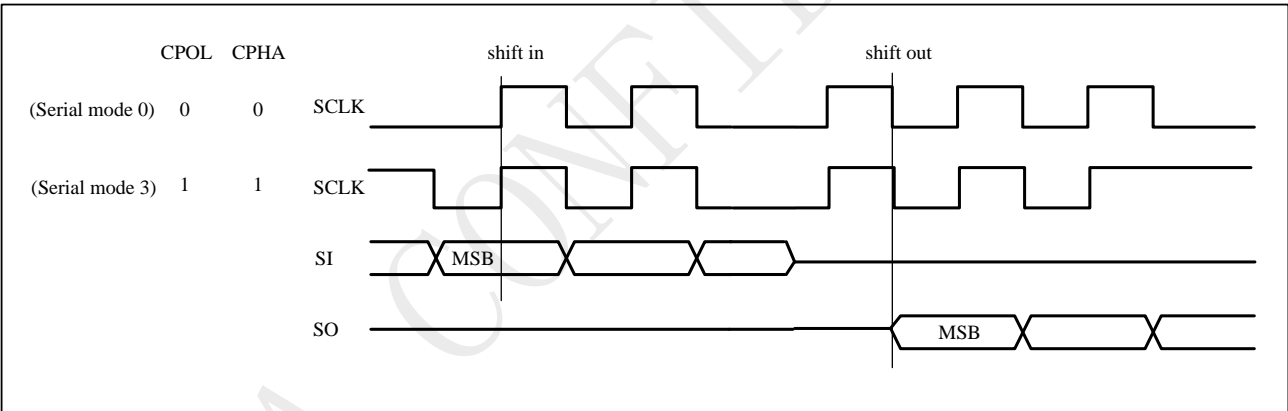 CPOL CPHA shift in shift out
(Serial mode 0) 0 0 SCLK
(Serial mode 3) 1 1 SCLK
SI MSB
SO MSB